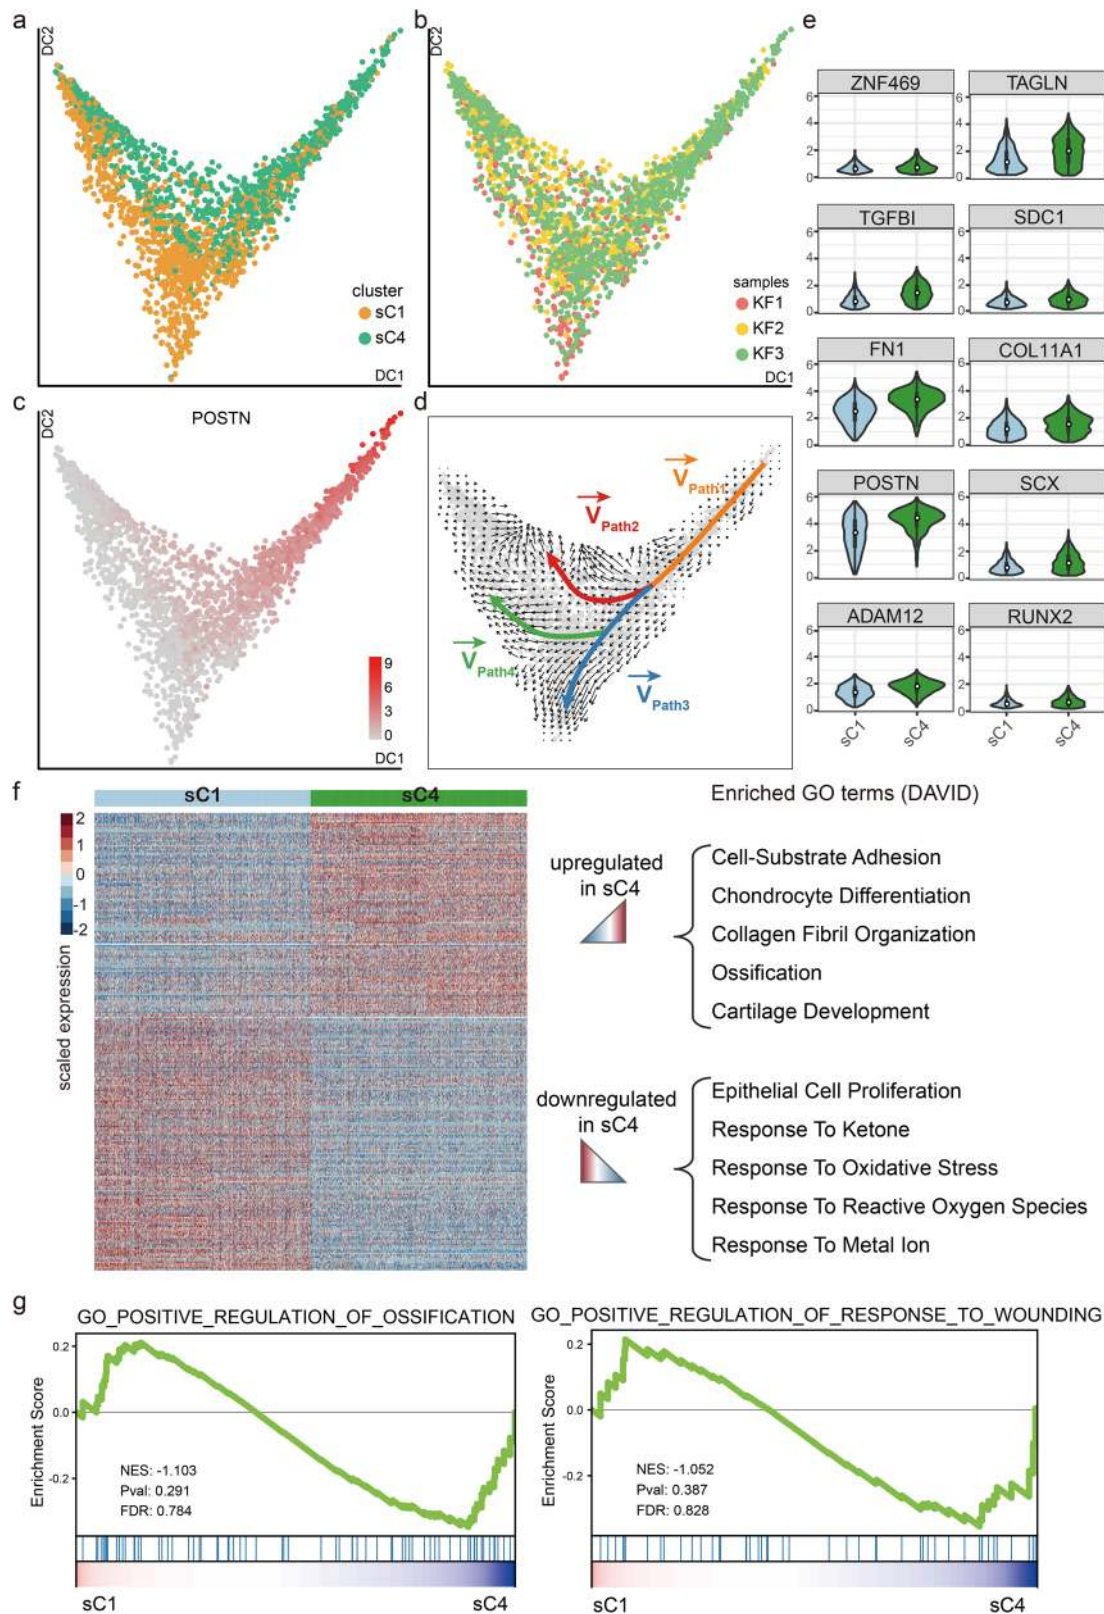 a
DC2
cluster
sC1
sC4
DC1
b
DC2
samples
KF1
KF2
KF3
DC1
c
DC2
POSTN
9
6
3
0
DC1
d
V Path1
V Path2
V Path3
V Path4
e
ZNF469 TAGLN
6
4
2
0
6
4
2
0
TGFBI SDC1
6
4
2
0
6
4
2
0
FN1 COL11A1
6
4
2
0
6
4
2
0
POSTN SCX
6
4
2
0
6
4
2
0
ADAM12 RUNX2
6
4
2
0
6
4
2
0
sC1 sC4 sC1 sC4
f
sC1 sC4
2
1
0
-1
-2
scaled expression
Enriched GO terms (DAVID)
upregulated
in sC4
Cell-Substrate Adhesion
Chondrocyte Differentiation
Collagen Fibril Organization
Ossification
Cartilage Development
downregulated
in sC4
Epithelial Cell Proliferation
Response To Ketone
Response To Oxidative Stress
Response To Reactive Oxygen Species
Response To Metal Ion
g
GO_POSITIVE_REGULATION_OF_OSSIFICATION
Enrichment Score
0.2
0.0
-0.2
NES: -1.103
Pval: 0.291
FDR: 0.784
sC1 sC4
GO_POSITIVE_REGULATION_OF_RESPONSE_TO_WOUNDING
Enrichment Score
0.2
0.0
-0.2
NES: -1.052
Pval: 0.387
FDR: 0.828
sC1 sC4